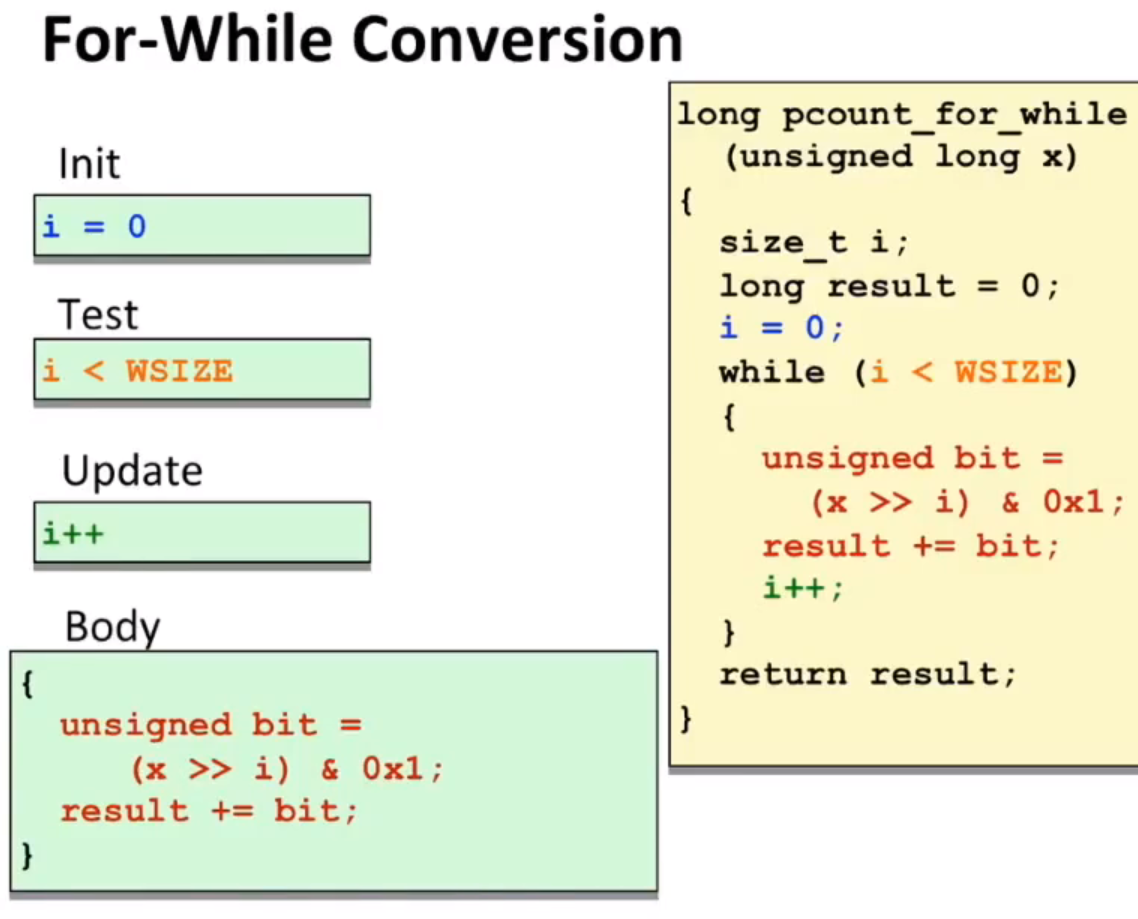 For-While Conversion
Init
i = 0
Test
i < WSIZE
Update
i++
Body
{
  unsigned bit =
    (x >> i) & 0x1;
  result += bit;
}
long pcount_for_while
  (unsigned long x)
{
  size_t i;
  long result = 0;
  i = 0;
  while (i < WSIZE)
  {
    unsigned bit =
      (x >> i) & 0x1;
    result += bit;
    i++;
  }
  return result;
}